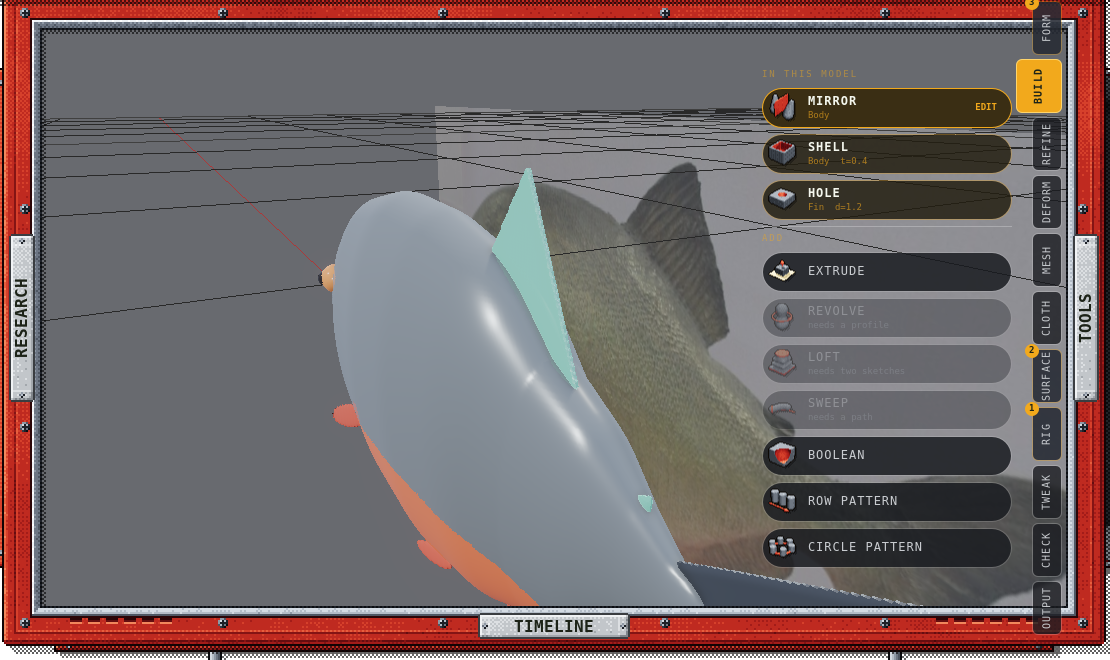 IN THIS MODEL
MIRROR
Body
EDIT
SHELL
Body t=0.4
HOLE
Fin d=1.2
ADD
EXTRUDE
REVOLVE
needs a profile
LOFT
needs two sketches
SWEEP
needs a path
BOOLEAN
ROW PATTERN
CIRCLE PATTERN
3
FORM
BUILD
REFINE
DEFORM
MESH
CLOTH
2
SURFACE
1
RIG
TWEAK
CHECK
OUTPUT
RESEARCH
TOOLS
TIMELINE